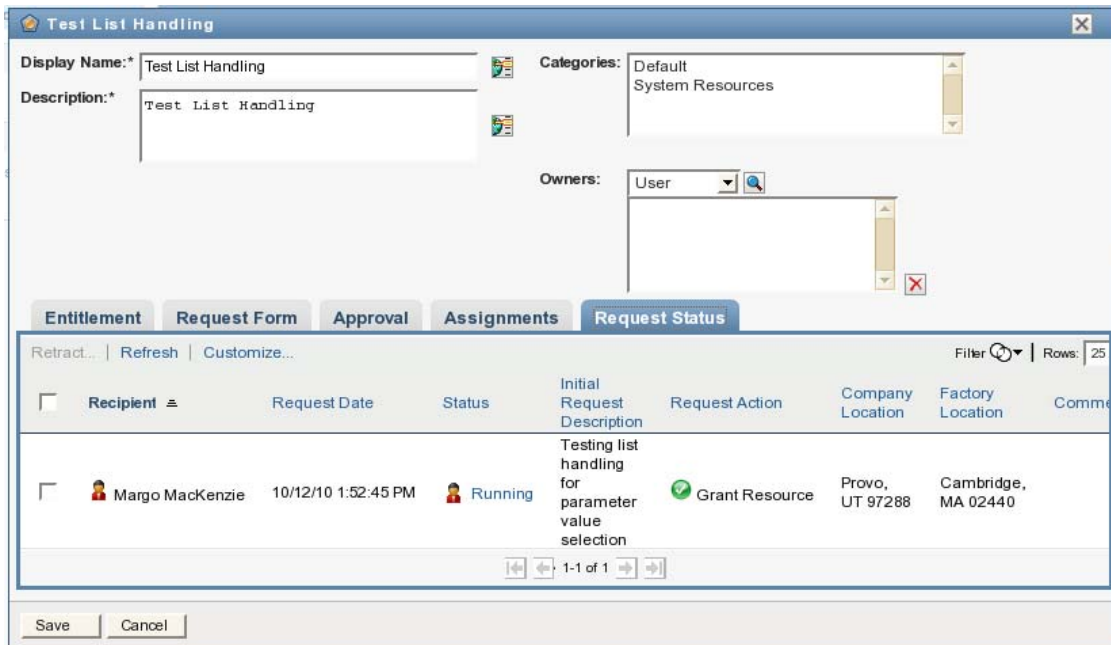 Test List Handling
Display Name:* Test List Handling
Categories: Default
System Resources
Description:* Test List Handling
Owners: User
Entitlement Request Form Approval Assignments Request Status
Retract... | Refresh | Customize... Filter | Rows: 25
Recipient Request Date Status Initial Request Description Request Action Company Location Factory Location
Margo MacKenzie 10/12/10 1:52:45 PM Running Testing list handling for parameter value selection Grant Resource Provo, UT 97288 Cambridge, MA 02440
1-1 of 1
Save Cancel